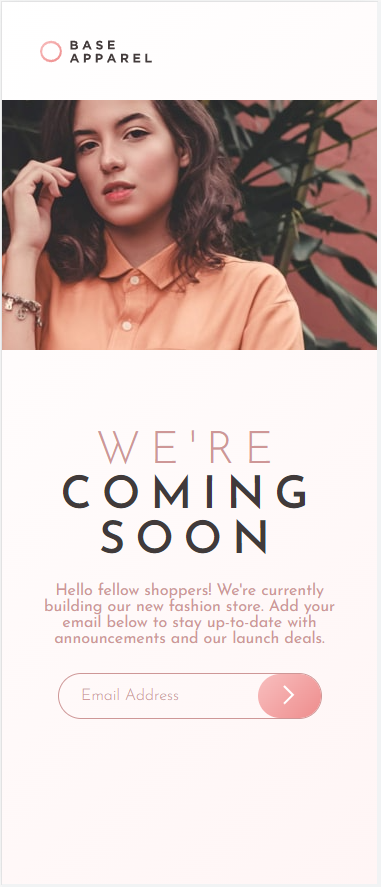 BASE
APPAREL
WE'RE
COMING
SOON
Hello fellow shoppers! We're currently
building our new fashion store. Add your
email below to stay up-to-date with
announcements and our launch deals.
Email Address